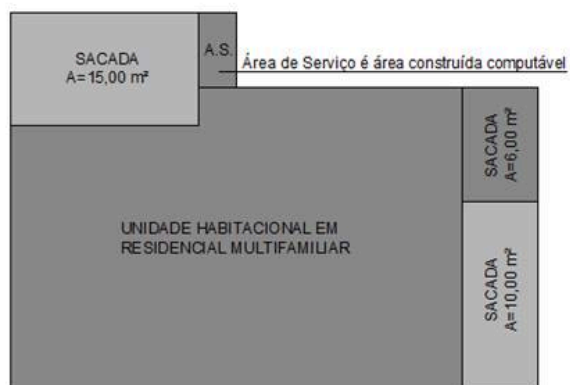 SACADA
A=15,00 m²
A.S.
Área de Serviço é área construída computável
SACADA
A=6,00 m²
UNIDADE HABITACIONAL EM
RESIDENCIAL MULTIFAMILIAR
SACADA
A=10,00 m²